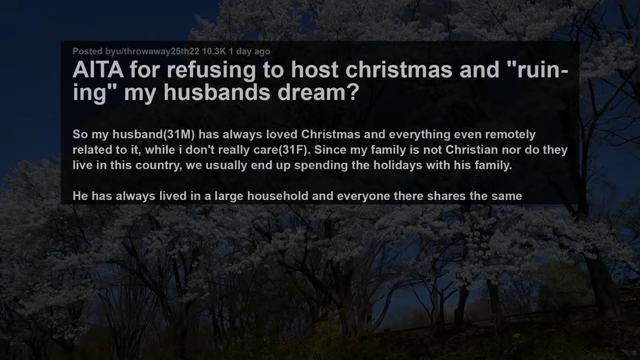 Posted byu/throwaway25th22 10.3K 1 day ago
AITA for refusing to host christmas and "ruin-
ing" my husbands dream?
So my husband(31M) has always loved Christmas and everything even remotely
related to it, while i don't really care(31F). Since my family is not Christian nor do they
live in this country, we usually end up spending the holidays with his family.
He has always lived in a large household and everyone there shares the same